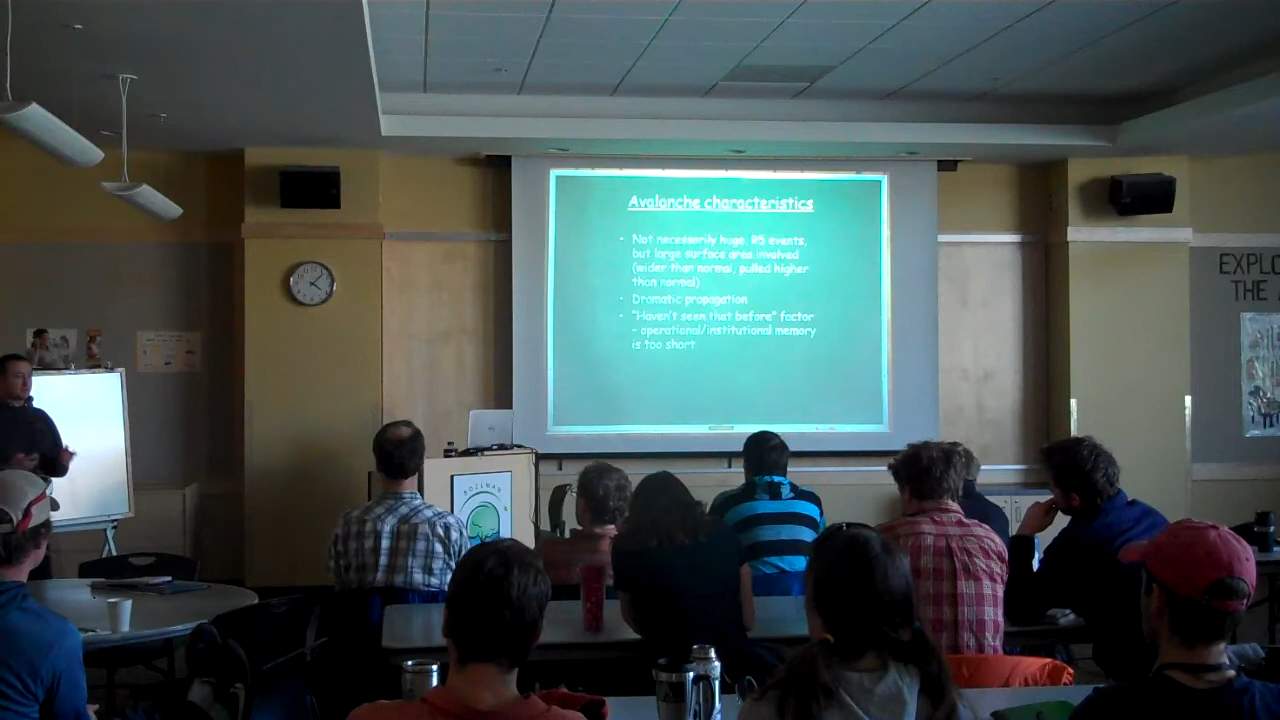 Avalanche characteristics
• Not necessarily huge, R5 events,
but large surface area involved
(wider than normal, pulled higher
than normal)
• Dramatic propagation
• "Haven't seen that before" factor
– operational/institutional memory
is too short
EXPLO
THE
BOZEMAN